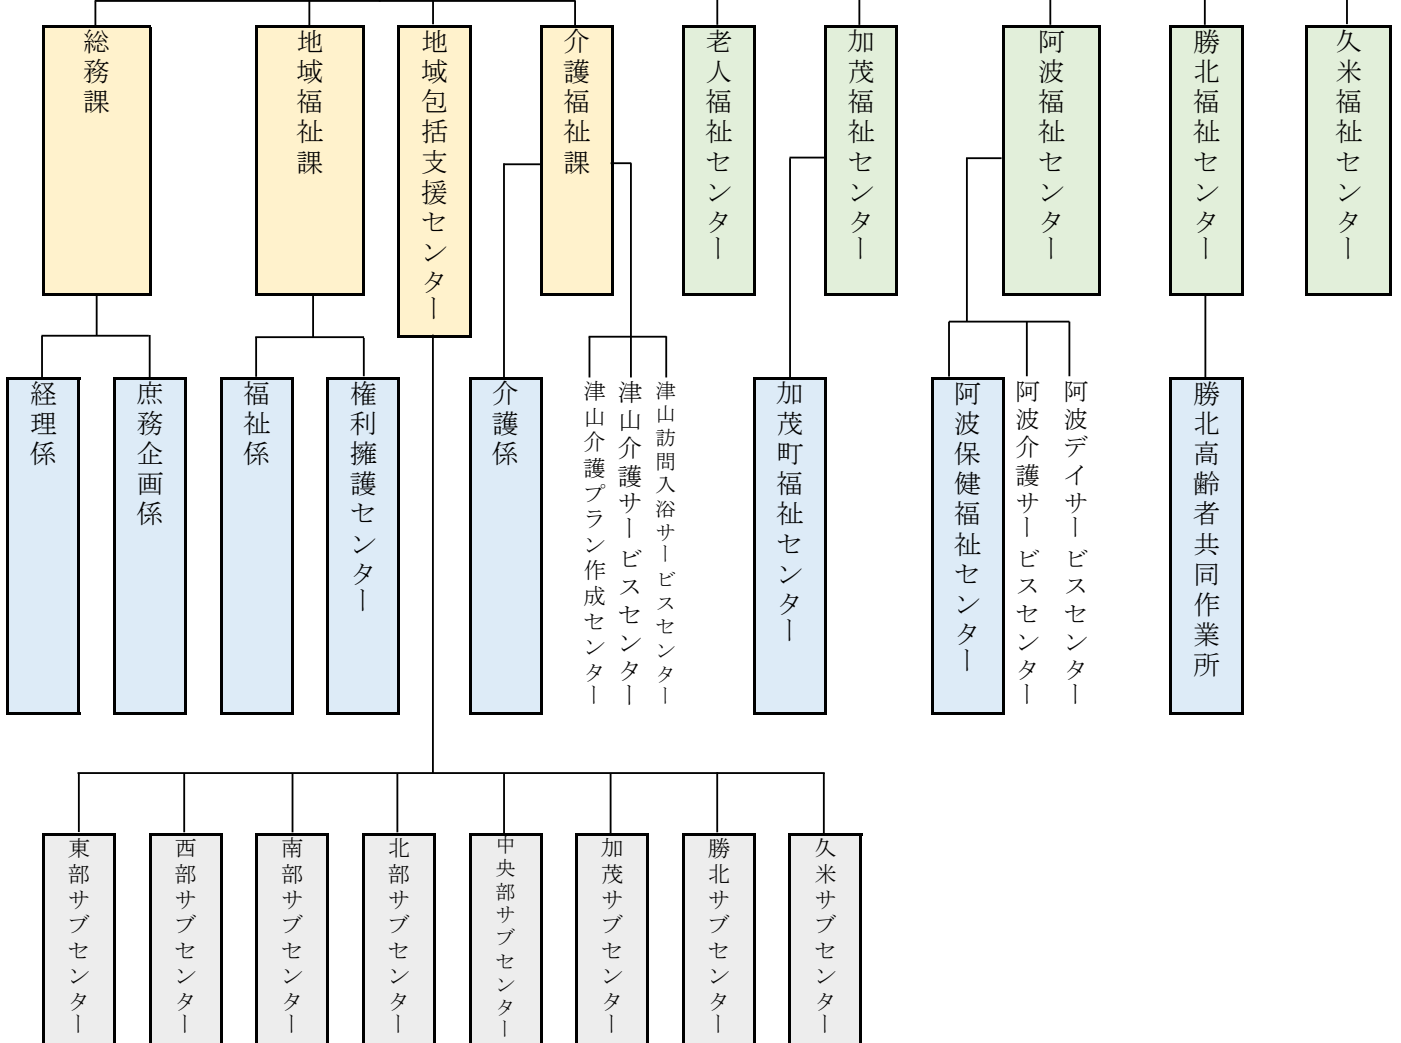 総務課
地域福祉課
地域包括支援センター
介護福祉課
老人福祉センター
加茂福祉センター
阿波福祉センター
勝北福祉センター
久米福祉センター
経理係
庶務企画係
福祉係
権利擁護センター
介護係
津山介護プラン作成センター
津山介護サービスセンター
津山訪問入浴サービスセンター
加茂町福祉センター
阿波保健福祉センター
阿波介護サービスセンター
阿波デイサービスセンター
勝北高齢者共同作業所
東部サブセンター
西部サブセンター
南部サブセンター
北部サブセンター
中央部サブセンター
加茂サブセンター
勝北サブセンター
久米サブセンター